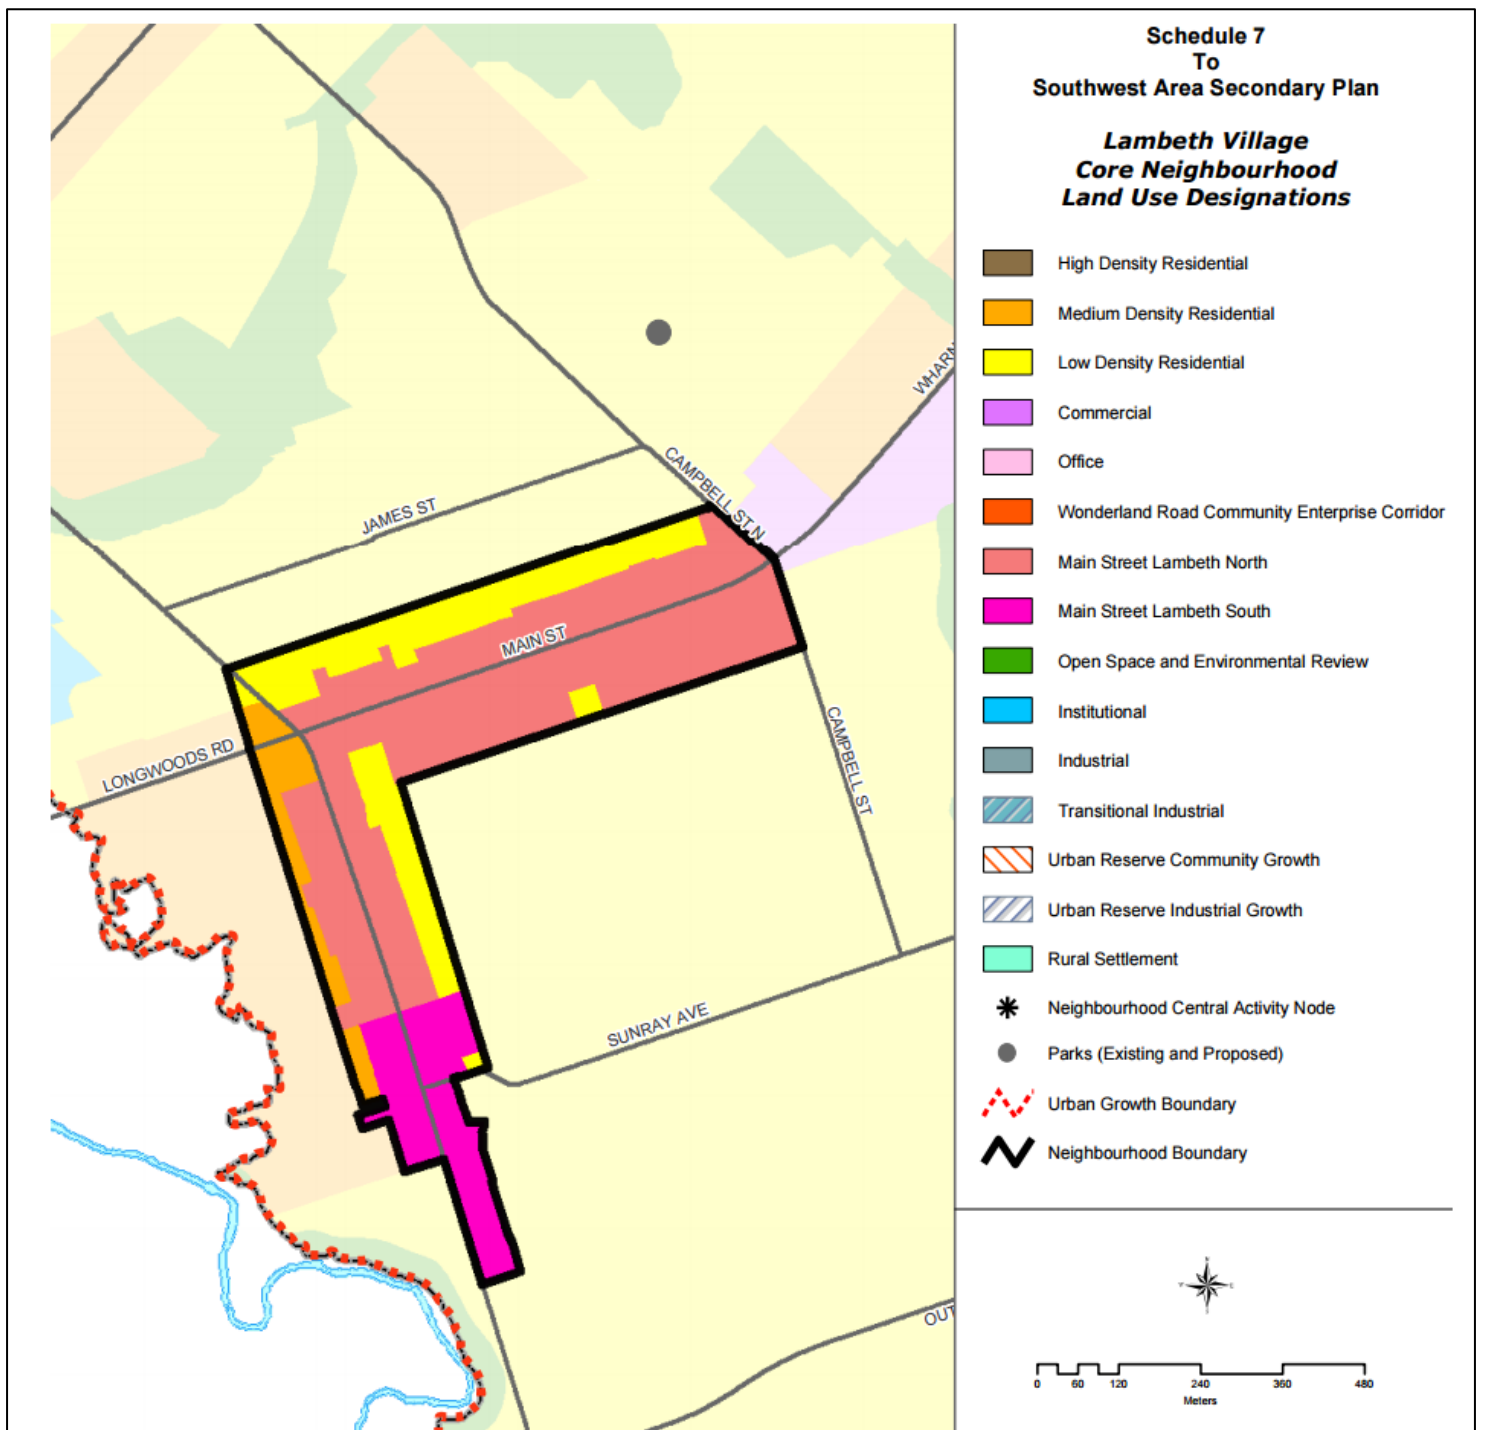 Schedule 7
To
Southwest Area Secondary Plan
Lambeth Village
Core Neighbourhood
Land Use Designations
High Density Residential
Medium Density Residential
Low Density Residential
Commercial
Office
Wonderland Road Community Enterprise Corridor
Main Street Lambeth North
Main Street Lambeth South
Open Space and Environmental Review
Institutional
Industrial
Transitional Industrial
Urban Reserve Community Growth
Urban Reserve Industrial Growth
Rural Settlement
Neighbourhood Central Activity Node
Parks (Existing and Proposed)
Urban Growth Boundary
Neighbourhood Boundary
0 60 120 240 360 480
Meters
WHARN
CAMPBELL ST N
JAMES ST
MAIN ST
LONGWOODS RD
CAMPBELL ST
SUNRAY AVE
OUT